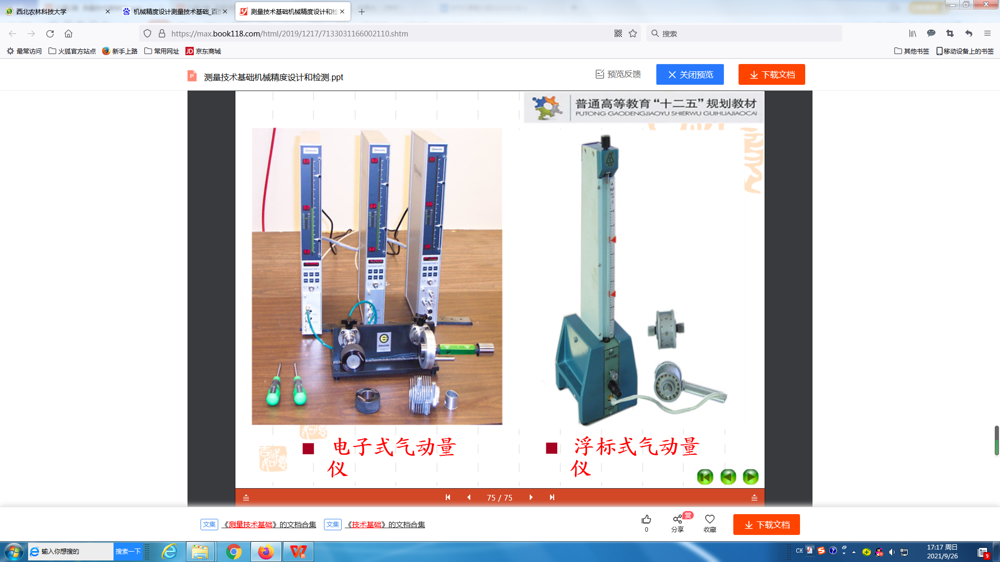 西北农林科技大学
机械精度设计测量技术基础_百度
测量技术基础机械精度设计和检
https://max.book118.com/html/2019/1217/7133031166002110.shtm
搜索
最常访问
火狐官方站点
新手上路
常用网址
JD 京东商城
其他书签
移动设备上的书签
测量技术基础机械精度设计和检测.ppt
预览反馈
关闭预览
下载文档
普通高等教育“十二五”规划教材
PUTONG GAODENGJIAOYU SHIERWU GUIHUAJIAOCAI
电子式气动量
仪
浮标式气动量
仪
吉祥
如意
75 / 75
文集 《测量技术基础》的文档合集
文集 《技术基础》的文档合集
0
分享
赏
收藏
下载文档
输入你想搜的
搜索一下
CH
17:17 周日
2021/9/26
9